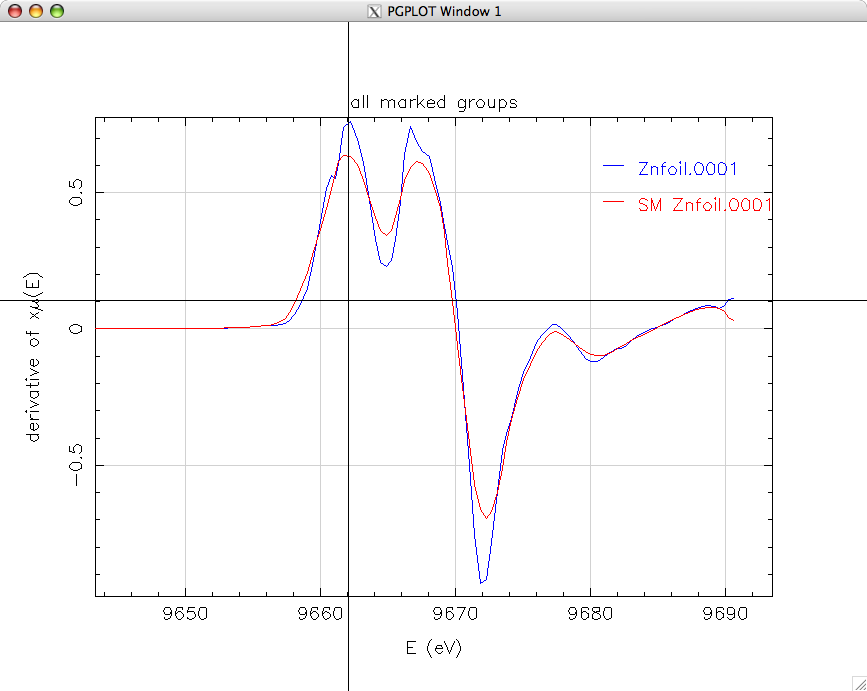 PGPLOT Window 1
all marked groups
Znfoil.0001
SM Znfoil.0001
0.5
0
−0.5
derivative of xμ(E)
9650 9660 9670 9680 9690
E (eV)